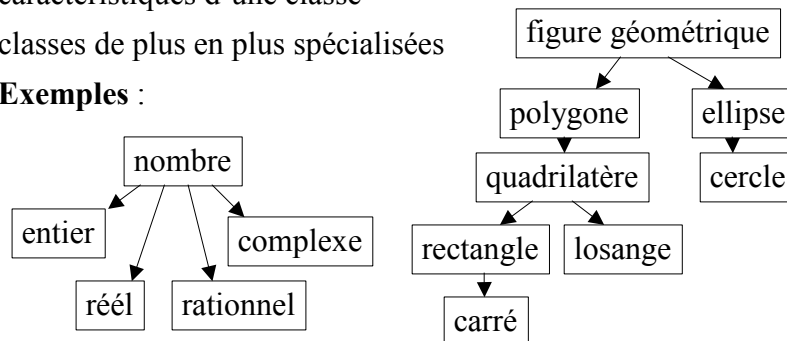 caractéristiques d'une classe
classes de plus en plus spécialisées
Exemples :
nombre
entier
complexe
réél
rationnel
figure géométrique
polygone
ellipse
quadrilatère
cercle
rectangle
losange
carré